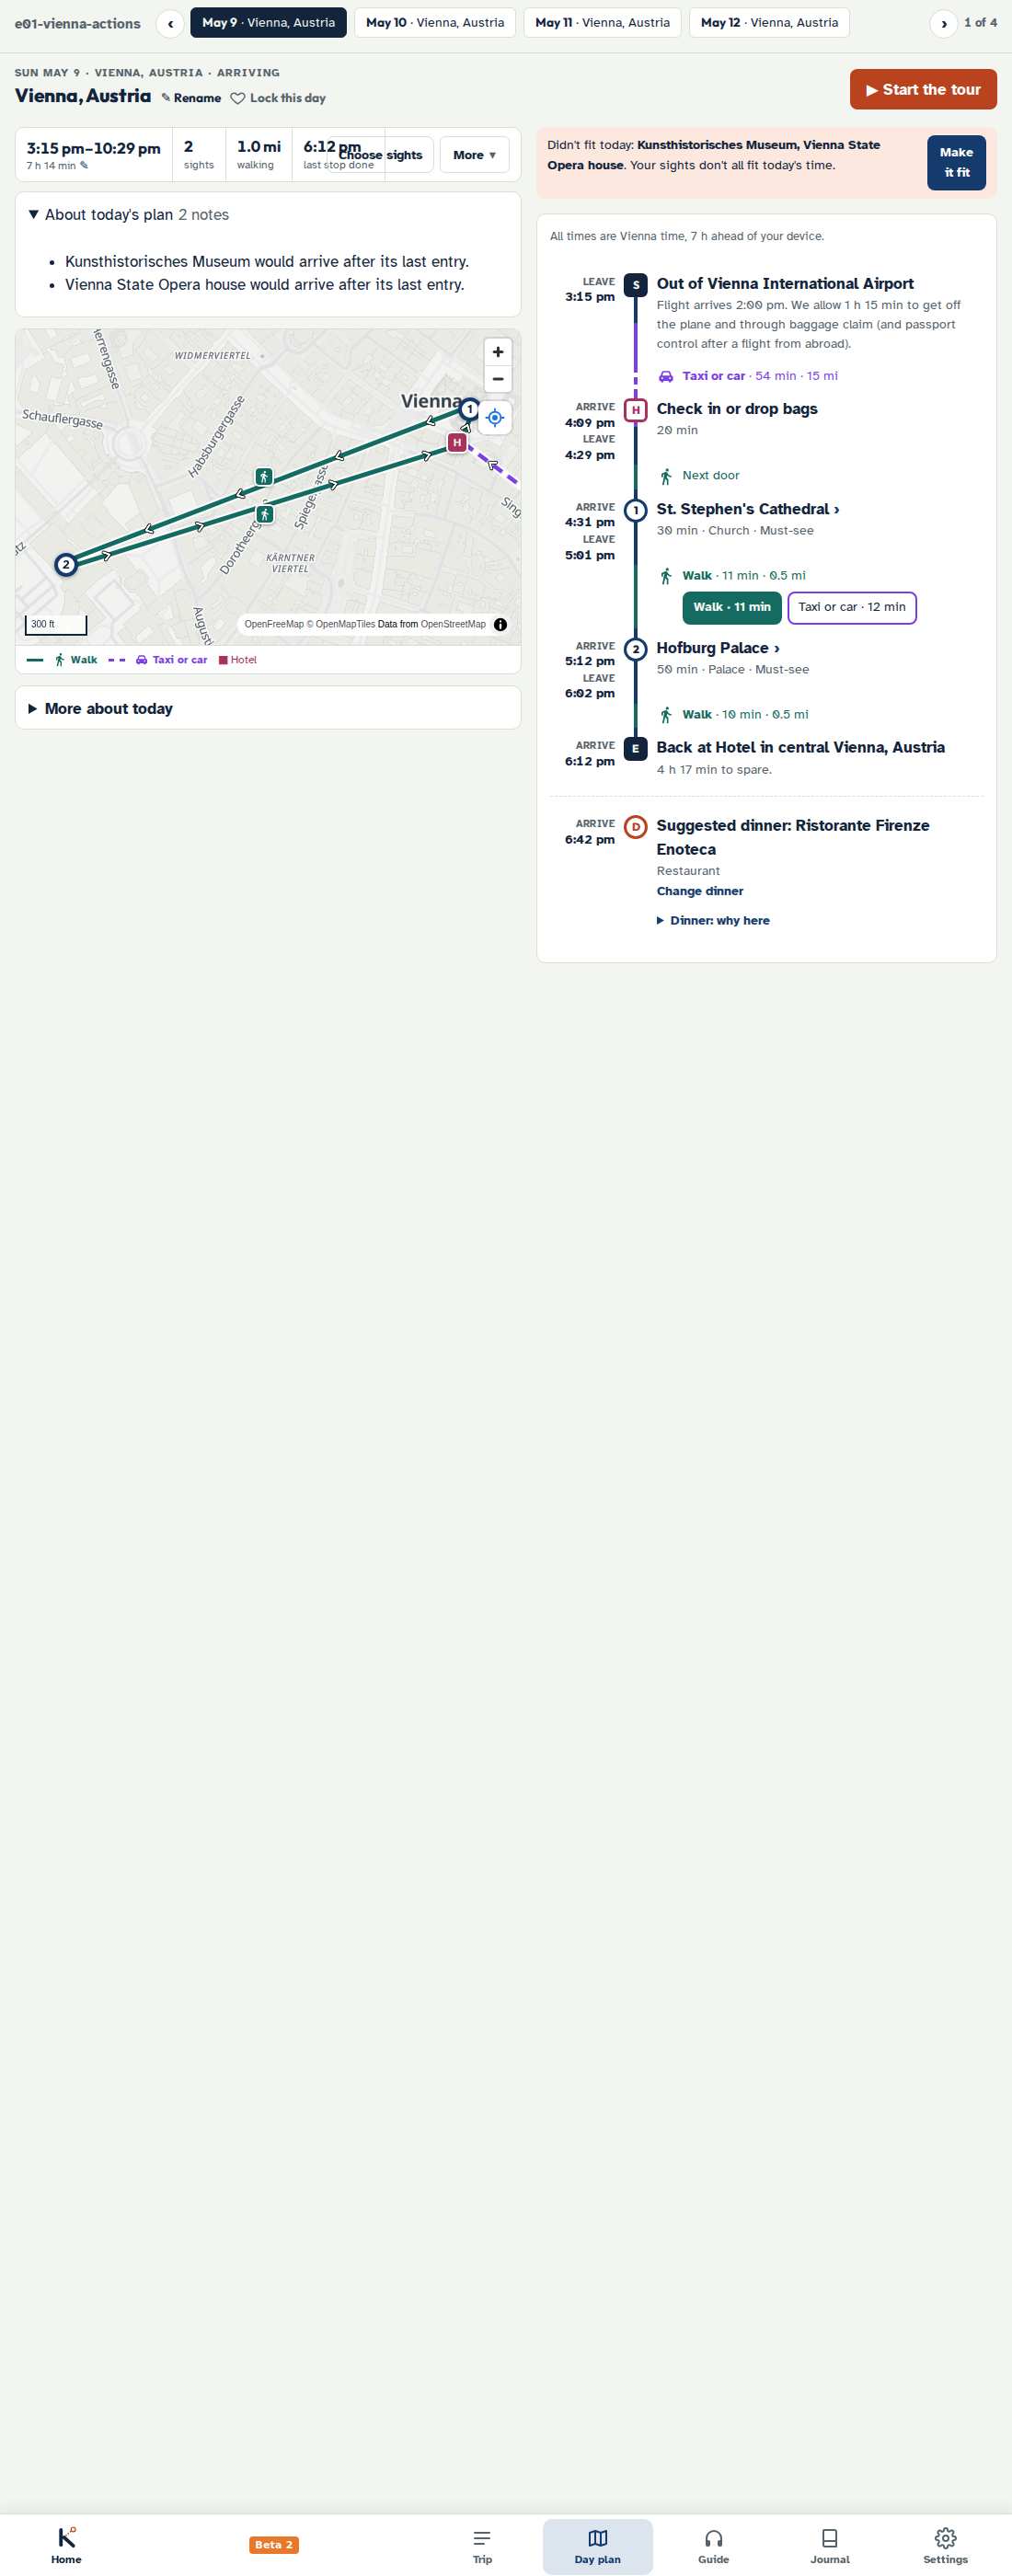 e01-vienna-actions
‹
May 9 · Vienna, Austria
May 10 · Vienna, Austria
May 11 · Vienna, Austria
May 12 · Vienna, Austria
›
1 of 4
SUN MAY 9 · VIENNA, AUSTRIA · ARRIVING
Vienna, Austria
✎ Rename
Lock this day
▶ Start the tour
3:15 pm–10:29 pm
7 h 14 min ✎
2
sights
1.0 mi
walking
6:12 pm
last stop done
Choose sights
More ▾
▼ About today's plan 2 notes
• Kunsthistorisches Museum would arrive after its last entry.
• Vienna State Opera house would arrive after its last entry.
WIDMERVIERTEL
Schauflergasse
Habsburgergasse
Vienna
1
H
2
KÄRNTNER
VIERTEL
+
−
300 ft
OpenFreeMap © OpenMapTiles Data from OpenStreetMap
Walk
Taxi or car
Hotel
▶ More about today
Didn't fit today: Kunsthistorisches Museum, Vienna State
Opera house. Your sights don't all fit today's time.
Make
it fit
All times are Vienna time, 7 h ahead of your device.
LEAVE
3:15 pm
S
Out of Vienna International Airport
Flight arrives 2:00 pm. We allow 1 h 15 min to get off
the plane and through baggage claim (and passport
control after a flight from abroad).
Taxi or car · 54 min · 15 mi
ARRIVE
4:09 pm
LEAVE
4:29 pm
H
Check in or drop bags
20 min
Next door
ARRIVE
4:31 pm
LEAVE
5:01 pm
1
St. Stephen's Cathedral ›
30 min · Church · Must-see
Walk · 11 min · 0.5 mi
Walk · 11 min
Taxi or car · 12 min
ARRIVE
5:12 pm
LEAVE
6:02 pm
2
Hofburg Palace ›
50 min · Palace · Must-see
Walk · 10 min · 0.5 mi
ARRIVE
6:12 pm
E
Back at Hotel in central Vienna, Austria
4 h 17 min to spare.
ARRIVE
6:42 pm
D
Suggested dinner: Ristorante Firenze
Enoteca
Restaurant
Change dinner
▶ Dinner: why here
Home
Beta 2
Trip
Day plan
Guide
Journal
Settings